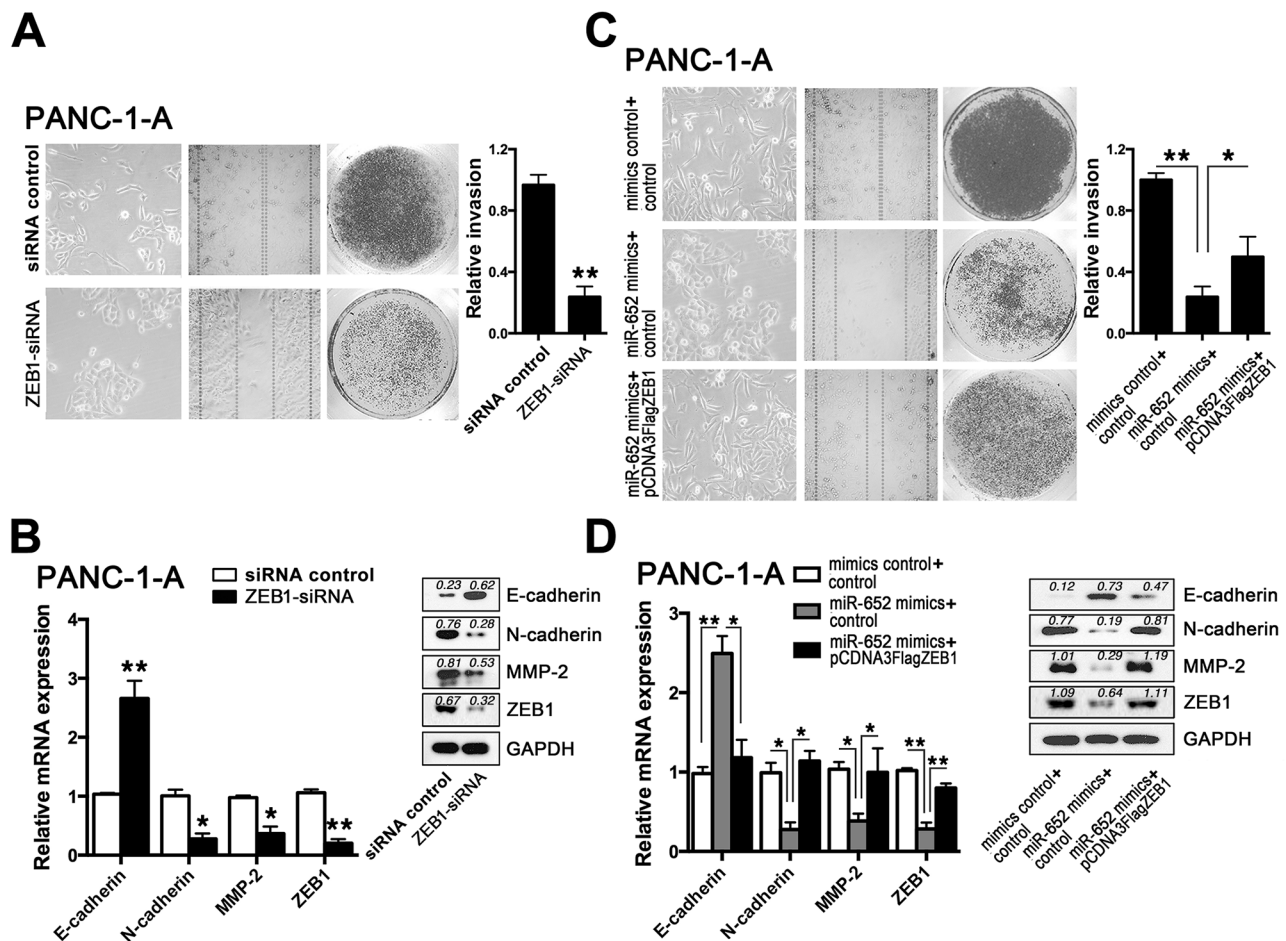 A
PANC-1-A
siRNA control
ZEB1-siRNA
Relative invasion
1.2
0.8
0.4
0.0
**
siRNA control
ZEB1-siRNA
C
PANC-1-A
mimics control+
control
miR-652 mimics+
control
miR-652 mimics+
pCDNA3FlagZEB1
Relative invasion
1.2
0.8
0.4
0.0
** *
mimics control+
control
miR-652 mimics+
control
miR-652 mimics+
pCDNA3FlagZEB1
B
PANC-1-A
siRNA control
ZEB1-siRNA
Relative mRNA expression
4
3
2
1
0
**
*
*
**
E-cadherin
N-cadherin
MMP-2
ZEB1
0.23 0.62 E-cadherin
0.76 0.28 N-cadherin
0.81 0.53 MMP-2
0.67 0.32 ZEB1
GAPDH
siRNA control
ZEB1-siRNA
D
PANC-1-A
mimics control+
control
miR-652 mimics+
control
miR-652 mimics+
pCDNA3FlagZEB1
Relative mRNA expression
3
2
1
0
** *
* *
* *
** **
E-cadherin
N-cadherin
MMP-2
ZEB1
0.12 0.73 0.47 E-cadherin
0.77 0.19 0.81 N-cadherin
1.01 0.29 1.19 MMP-2
1.09 0.64 1.11 ZEB1
GAPDH
mimics control+
control
miR-652 mimics+
control
miR-652 mimics+
pCDNA3FlagZEB1